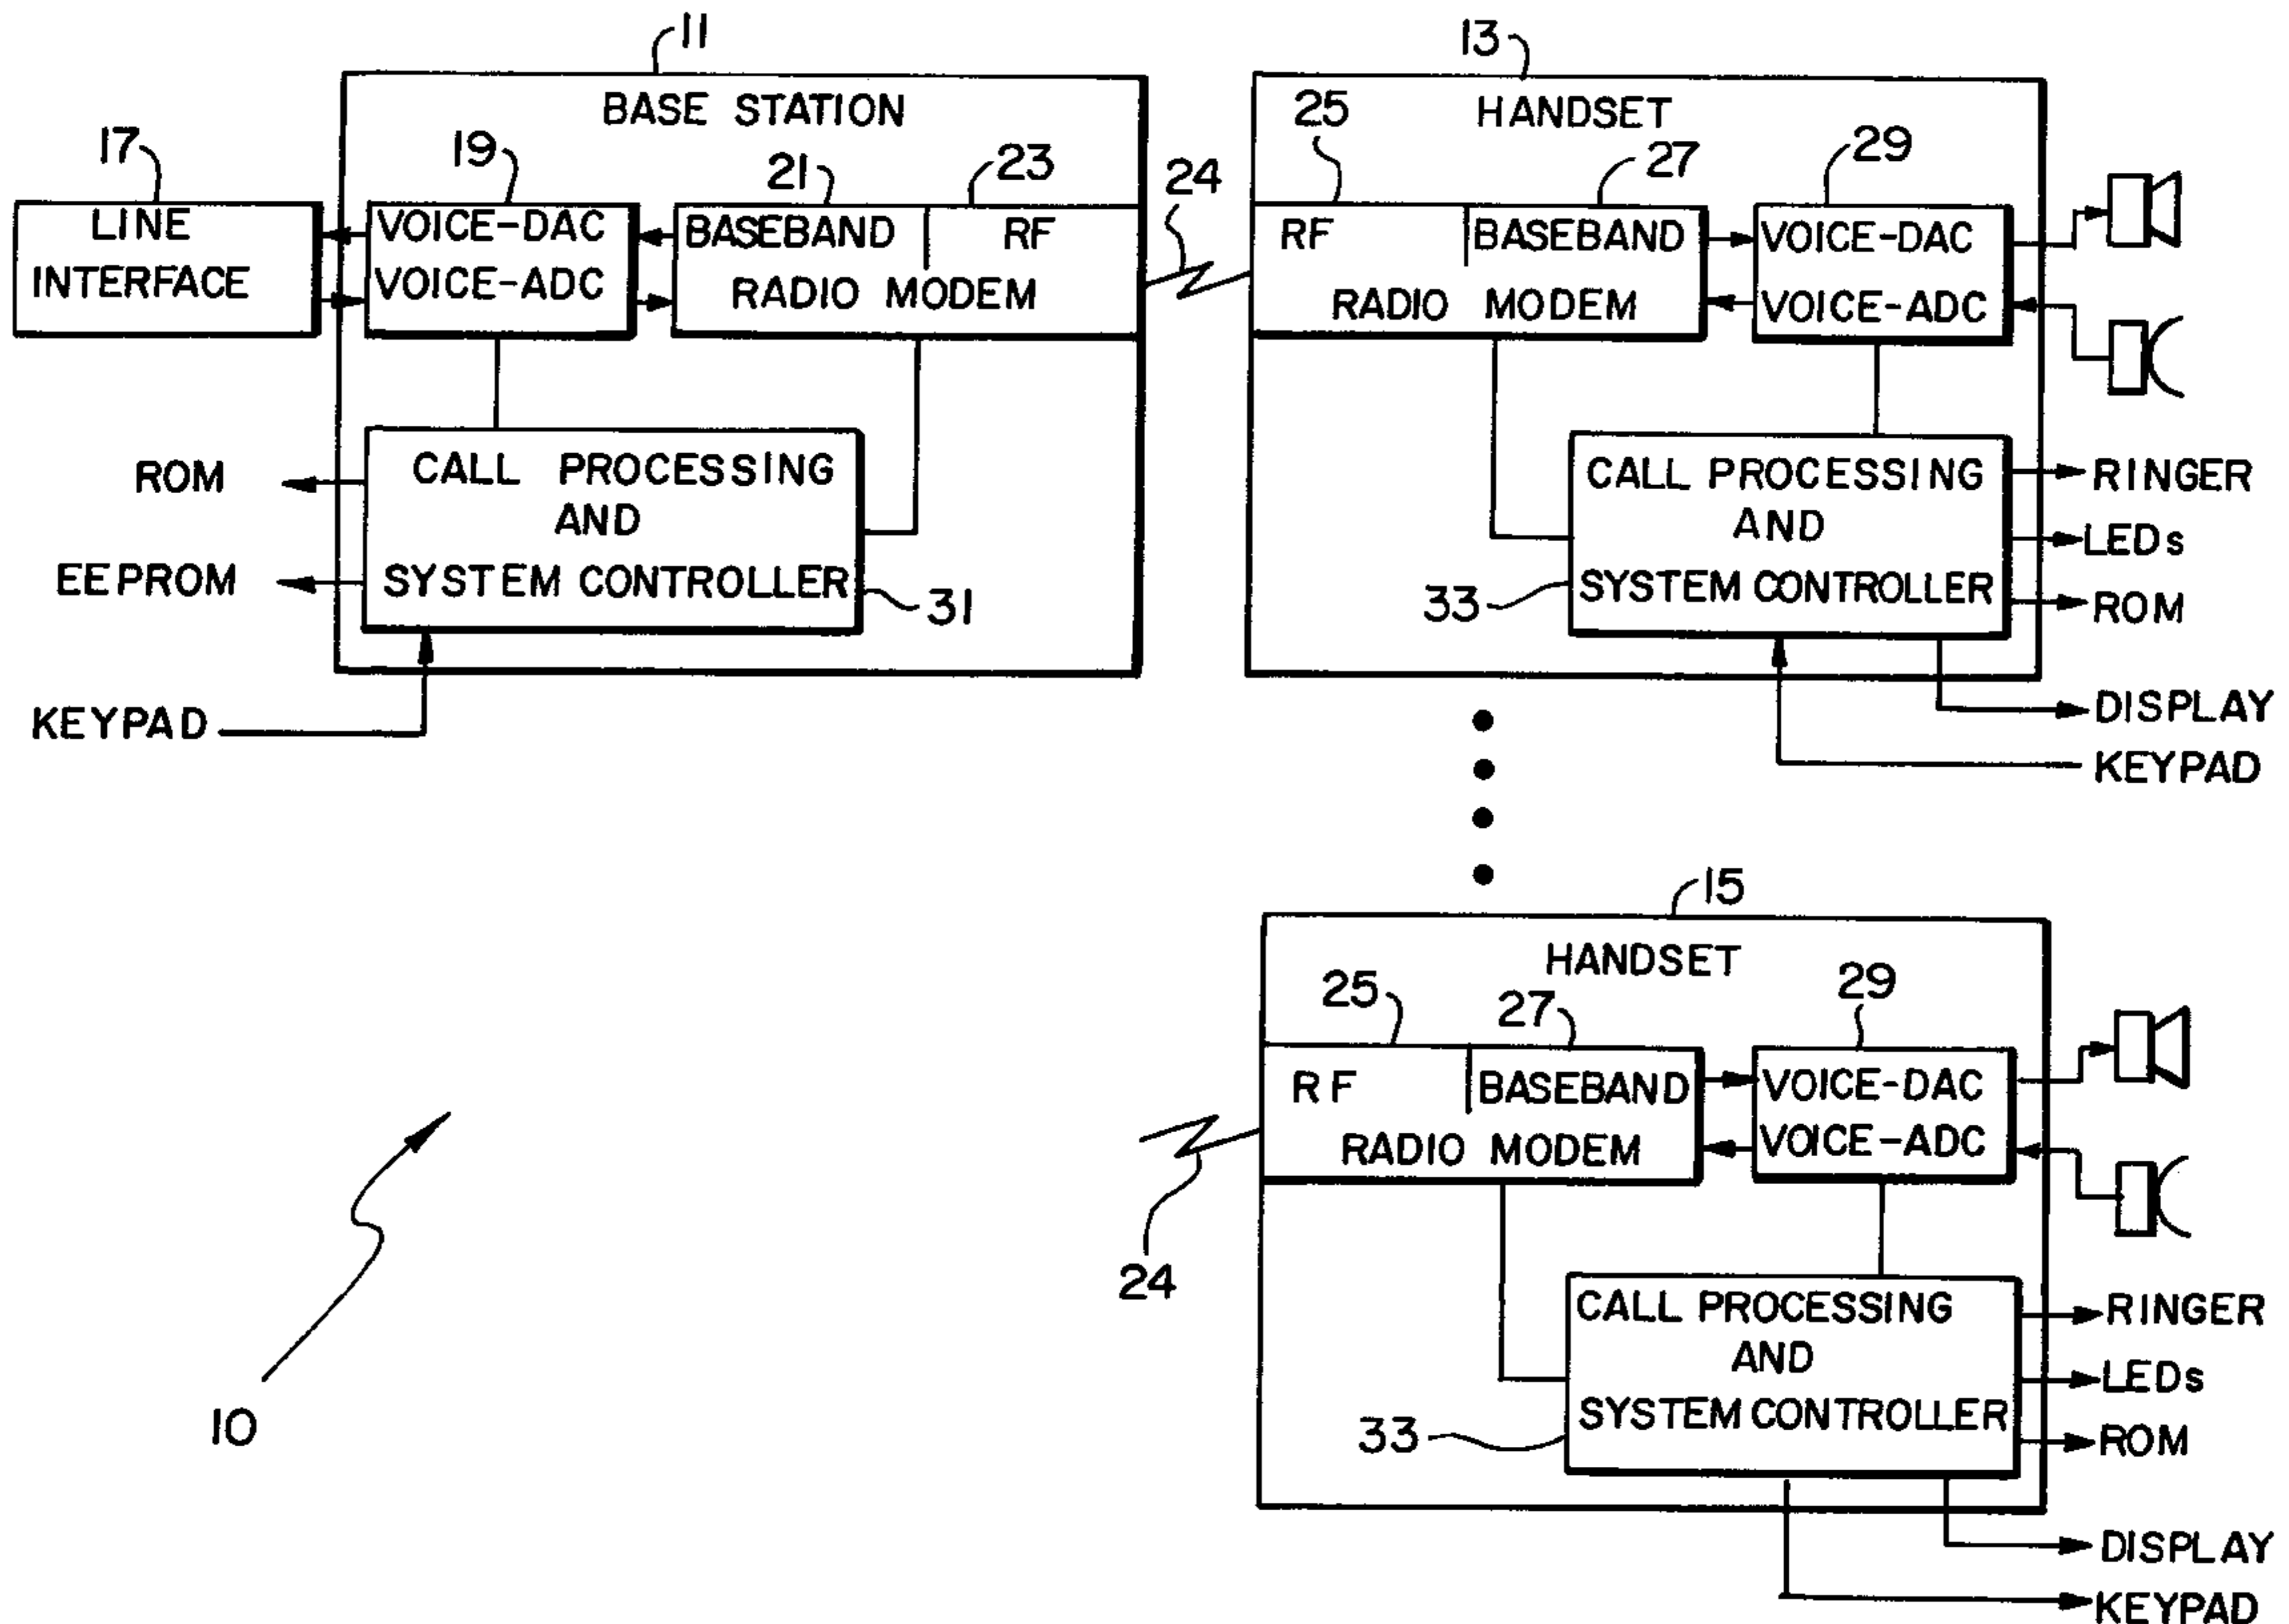 11
BASE STATION
17
19
21
23
24
LINE
INTERFACE
VOICE-DAC
VOICE-ADC
BASEBAND
RF
RADIO MODEM
ROM
EEPROM
CALL PROCESSING
AND
SYSTEM CONTROLLER
31
KEYPAD
13
HANDSET
25
27
29
RF
BASEBAND
RADIO MODEM
VOICE-DAC
VOICE-ADC
CALL PROCESSING
AND
SYSTEM CONTROLLER
33
RINGER
LEDs
ROM
DISPLAY
KEYPAD
15
HANDSET
25
27
29
RF
BASEBAND
RADIO MODEM
VOICE-DAC
VOICE-ADC
24
CALL PROCESSING
AND
SYSTEM CONTROLLER
33
RINGER
LEDs
ROM
DISPLAY
KEYPAD
10